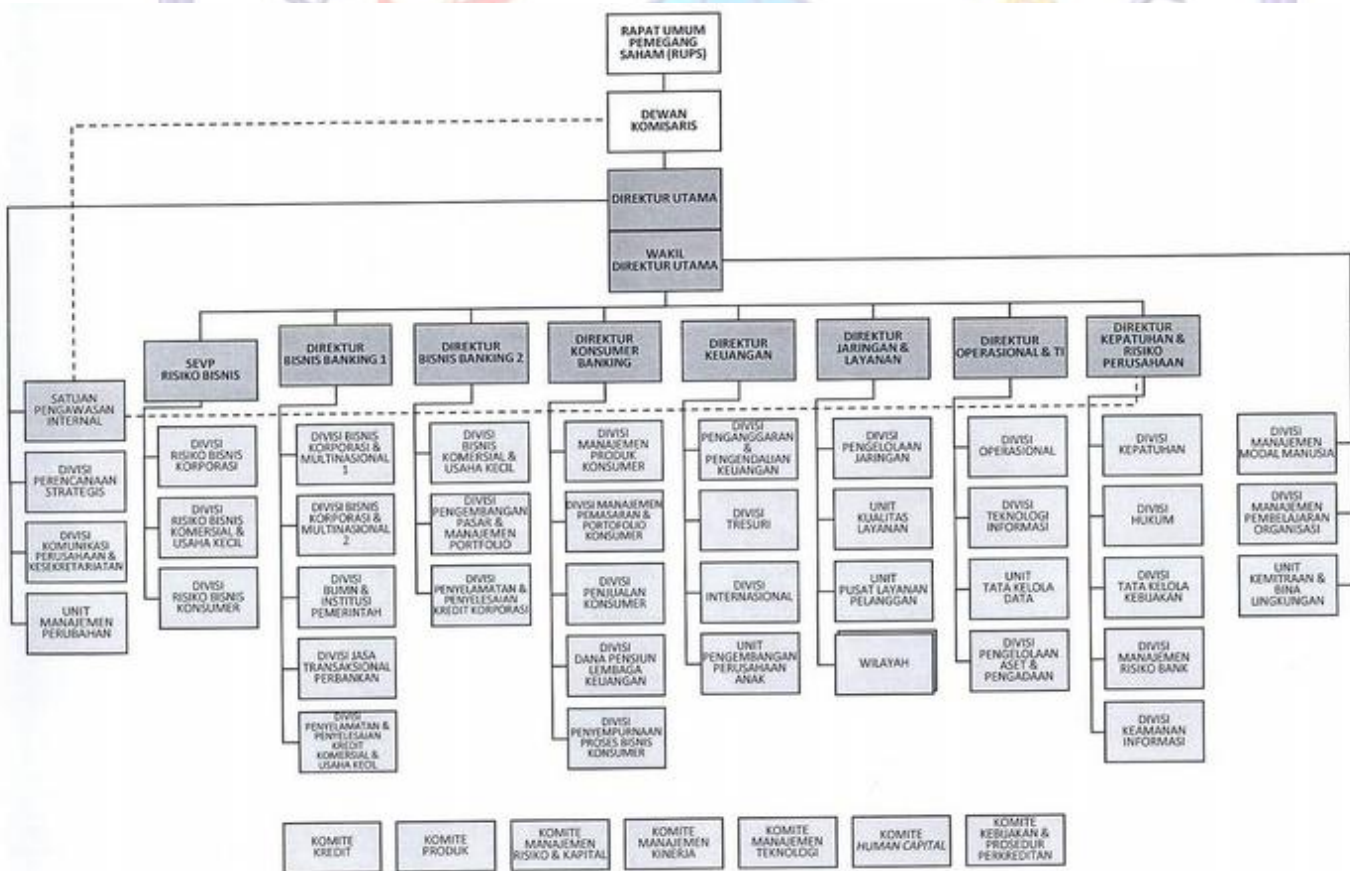 RAPAT UMUM
PEMEGANG
SAHAM (RUPS)
DEWAN
KOMISARIS
DIREKTUR UTAMA
WAKIL
DIREKTUR UTAMA
SEVP
RISIKO BISNIS
DIREKTUR
BISNIS BANKING 1
DIREKTUR
BISNIS BANKING 2
DIREKTUR
KONSUMER
BANKING
DIREKTUR
KEUANGAN
DIREKTUR
JARINGAN &
LAYANAN
DIREKTUR
OPERASIONAL & TI
DIREKTUR
KEPATUHAN &
RISIKO
PERUSAHAAN
SATUAN
PENGAWASAN
INTERNAL
DIVISI
PERENCANAAN
STRATEGIS
DIVISI
KOMUNIKASI
PERUSAHAAN &
KESEKRETARIATAN
UNIT
MANAJEMEN
PERUBAHAN
DIVISI
RISIKO BISNIS
KORPORASI
DIVISI
RISIKO BISNIS
KOMERSIAL &
USAHA KECIL
DIVISI
RISIKO BISNIS
KONSUMER
DIVISI BISNIS
KORPORASI &
MULTINASIONAL
1
DIVISI BISNIS
KORPORASI &
MULTINASIONAL
2
DIVISI
BUMN &
INSTITUSI
PEMERINTAH
DIVISI JASA
TRANSAKSIONAL
PERBANKAN
DIVISI
PENYELAMATAN &
PENYELESAIAN
KREDIT
KOMERSIAL &
USAHA KECIL
DIVISI
BISNIS
KOMERSIAL &
USAHA KECIL
DIVISI
PENGEMBANGAN
PASAR &
MANAJEMEN
PORTFOLIO
DIVISI
PENYELAMATAN &
PENYELESAIAN
KREDIT KORPORASI
DIVISI
MANAJEMEN
PRODUK
KONSUMER
DIVISI MANAJEMEN
PEMASARAN &
PORTOFOLIO
KONSUMER
DIVISI
PENJUALAN
KONSUMER
DIVISI
DANA PENSIUN
LEMBAGA
KEUANGAN
DIVISI
PENYEMPURNAAN
PROSES BISNIS
KONSUMER
DIVISI
PENGANGGARAN
&
PENGENDALIAN
KEUANGAN
DIVISI
TRESURI
DIVISI
INTERNASIONAL
UNIT
PENGEMBANGAN
PERUSAHAAN
ANAK
DIVISI
PENGELOLAAN
JARINGAN
UNIT
KUALITAS
LAYANAN
UNIT
PUSAT LAYANAN
PELANGGAN
WILAYAH
DIVISI
OPERASIONAL
DIVISI
TEKNOLOGI
INFORMASI
UNIT
TATA KELOLA
DATA
DIVISI
PENGELOLAAN
ASET &
PENGADAAN
DIVISI
KEPATUHAN
DIVISI
HUKUM
DIVISI
TATA KELOLA
KEBIJAKAN
DIVISI
MANAJEMEN
RISIKO BANK
DIVISI
KEAMANAN
INFORMASI
DIVISI
MANAJEMEN
MODAL MANUSIA
DIVISI
MANAJEMEN
PEMBELAJARAN
ORGANISASI
UNIT
KEMITRAAN &
BINA
LINGKUNGAN
KOMITE
KREDIT
KOMITE
PRODUK
KOMITE
MANAJEMEN
RISIKO & KAPITAL
KOMITE
MANAJEMEN
KINERJA
KOMITE
MANAJEMEN
TEKNOLOGI
KOMITE
HUMAN CAPITAL
KOMITE
KEBIJAKAN &
PROSEDUR
PERKREDITAN